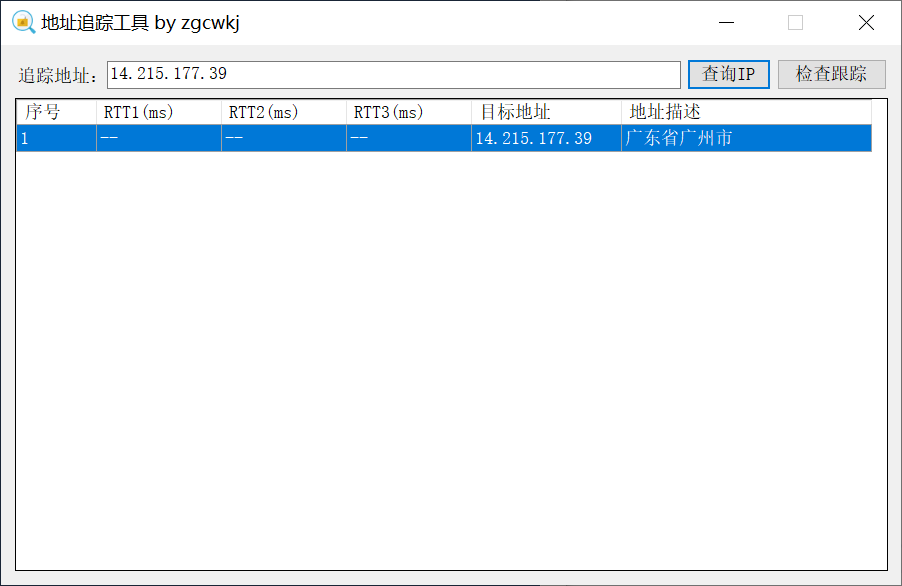 地址追踪工具 by zgcwkj
追踪地址: 14.215.177.39 查询IP 检查跟踪
序号 RTT1(ms) RTT2(ms) RTT3(ms) 目标地址 地址描述
1 -- -- -- 14.215.177.39 广东省广州市